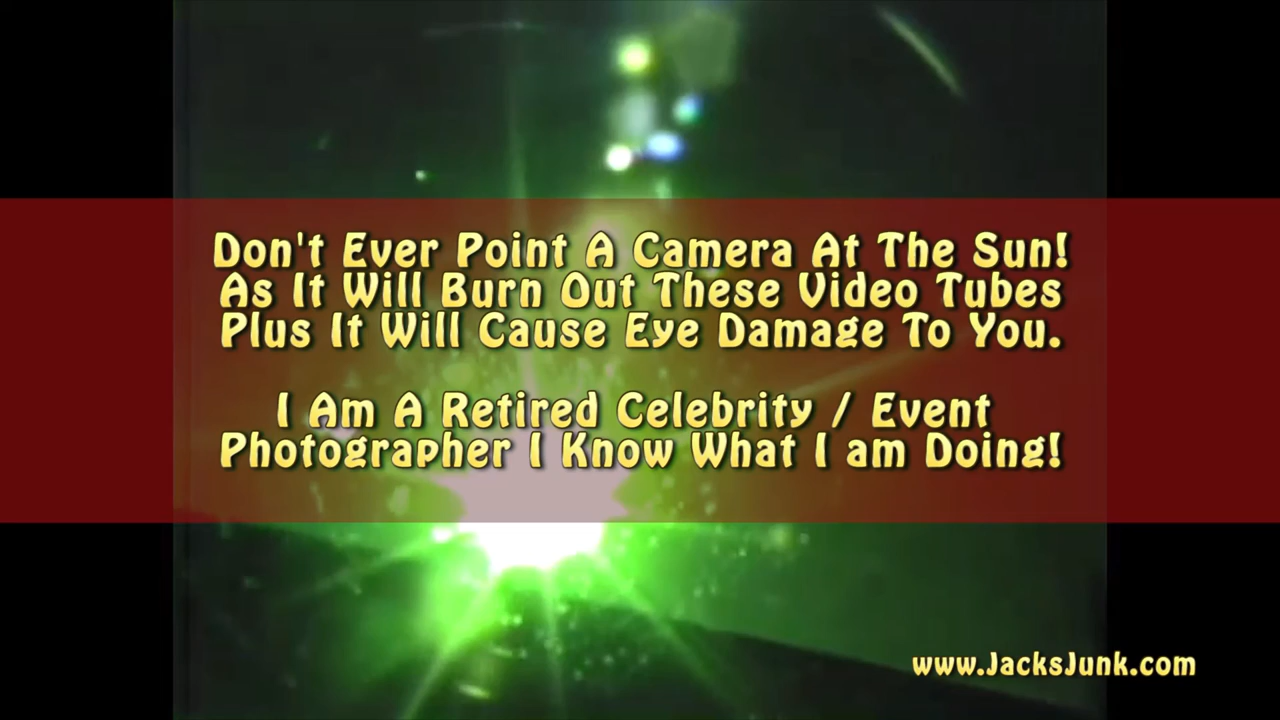 Don't Ever Point A Camera At The Sun!
As It Will Burn Out These Video Tubes
Plus It Will Cause Eye Damage To You.
I Am A Retired Celebrity / Event
Photographer I Know What I am Doing!
www.JacksJunk.com